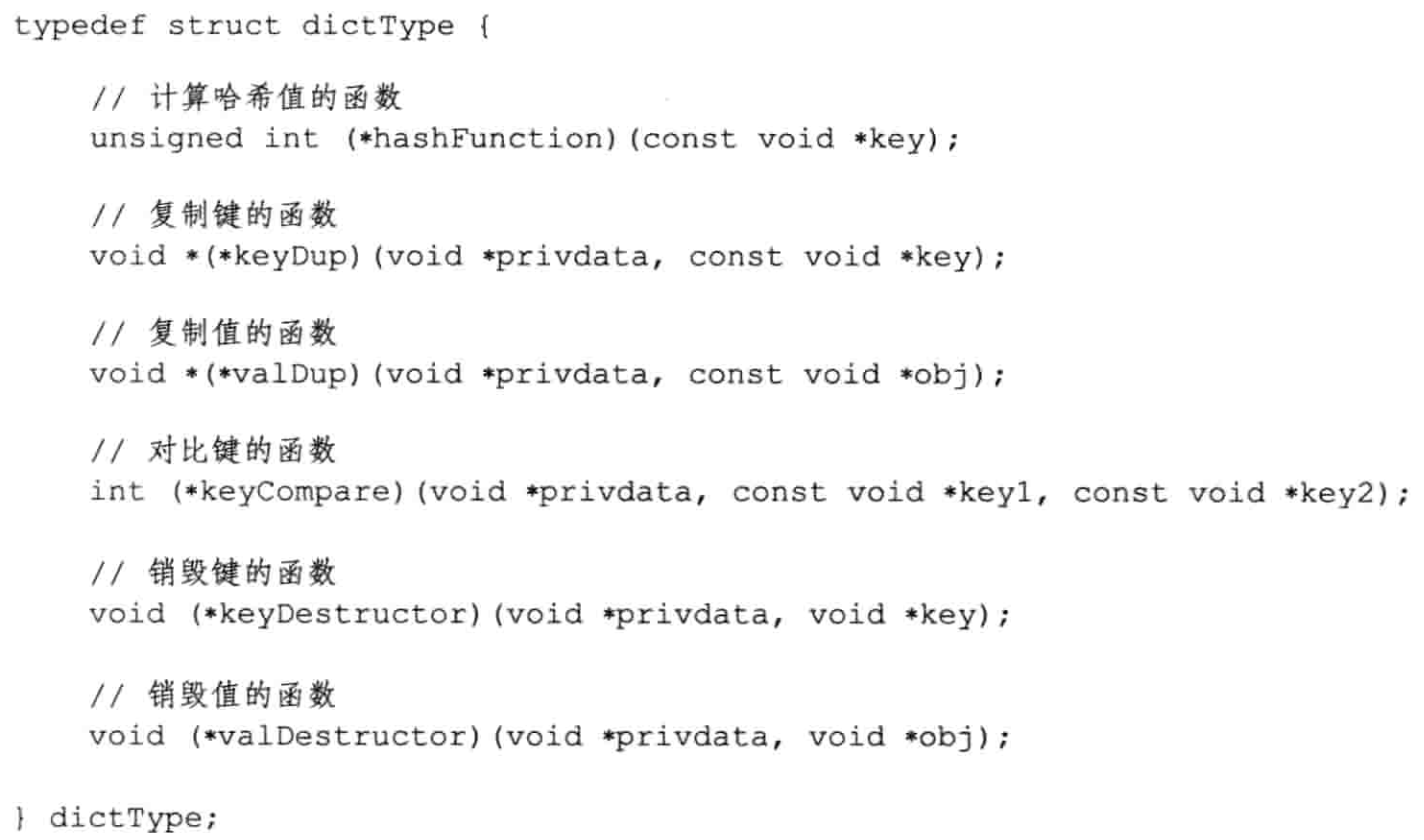 typedef struct dictType {
// 计算哈希值的函数
unsigned int (*hashFunction)(const void *key);
// 复制键的函数
void *(*keyDup)(void *privdata, const void *key);
// 复制值的函数
void *(*valDup)(void *privdata, const void *obj);
// 对比键的函数
int (*keyCompare)(void *privdata, const void *key1, const void *key2);
// 销毁键的函数
void (*keyDestructor)(void *privdata, void *key);
// 销毁值的函数
void (*valDestructor)(void *privdata, void *obj);
} dictType;